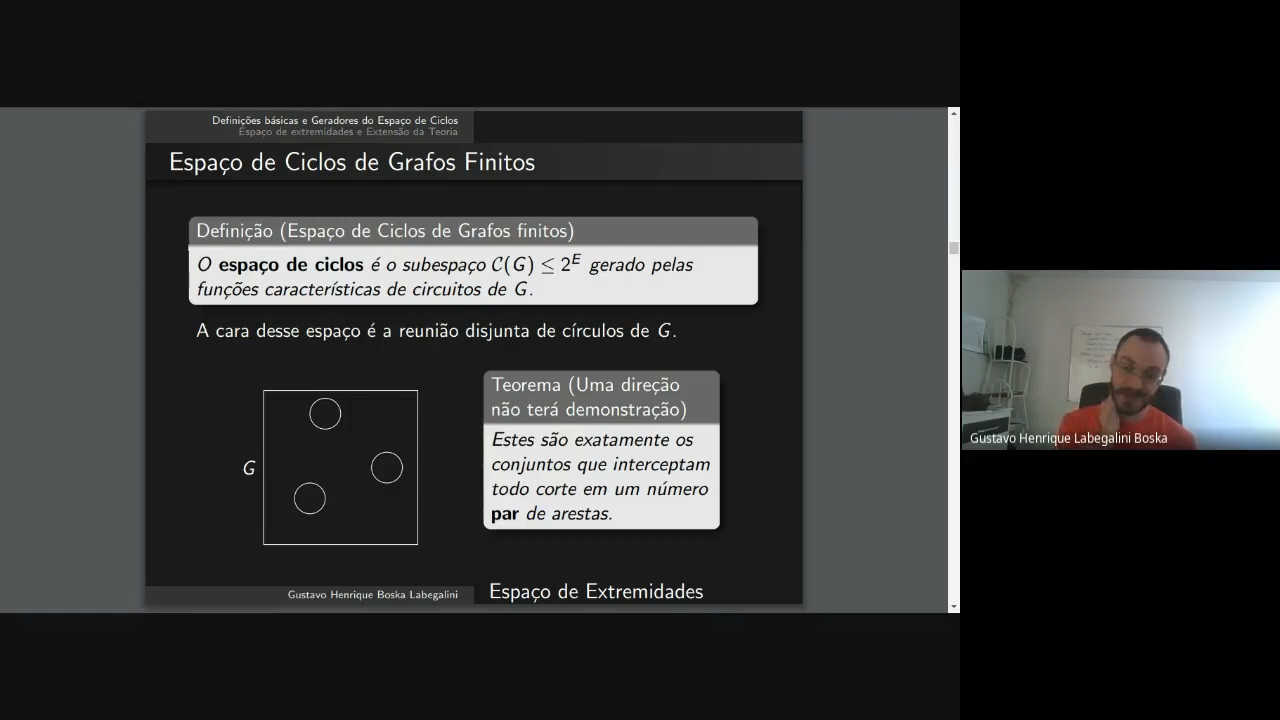 Definições básicas e Geradores do Espaço de Ciclos
Espaço de extremidades e Extensão da Teoria
Espaço de Ciclos de Grafos Finitos
Definição (Espaço de Ciclos de Grafos finitos)
O espaço de ciclos é o subespaço C(G) ≤ 2^E gerado pelas
funções características de circuitos de G.
A cara desse espaço é a reunião disjunta de círculos de G.
G
Teorema (Uma direção
não terá demonstração)
Estes são exatamente os
conjuntos que interceptam
todo corte em um número
par de arestas.
Gustavo Henrique Boska Labegalini
Espaço de Extremidades
Gustavo Henrique Labegalini Boska